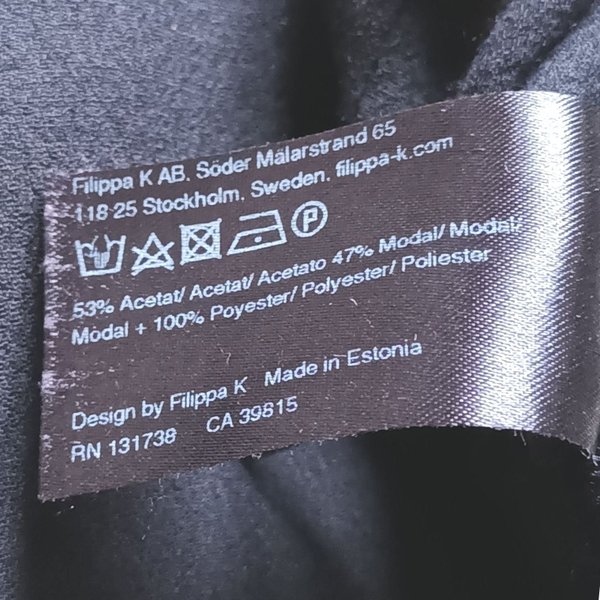 Filippa K AB, Söder Mälarstrand 65
118 25 Stockholm, Sweden, filippa-k.com
P
53% Acetat/ Acetat/ Acetato 47% Modal/ Modal/
Modal + 100% Poyester/ Polyester/ Poliester
Design by Filippa K Made in Estonia
RN 131738 CA 39815